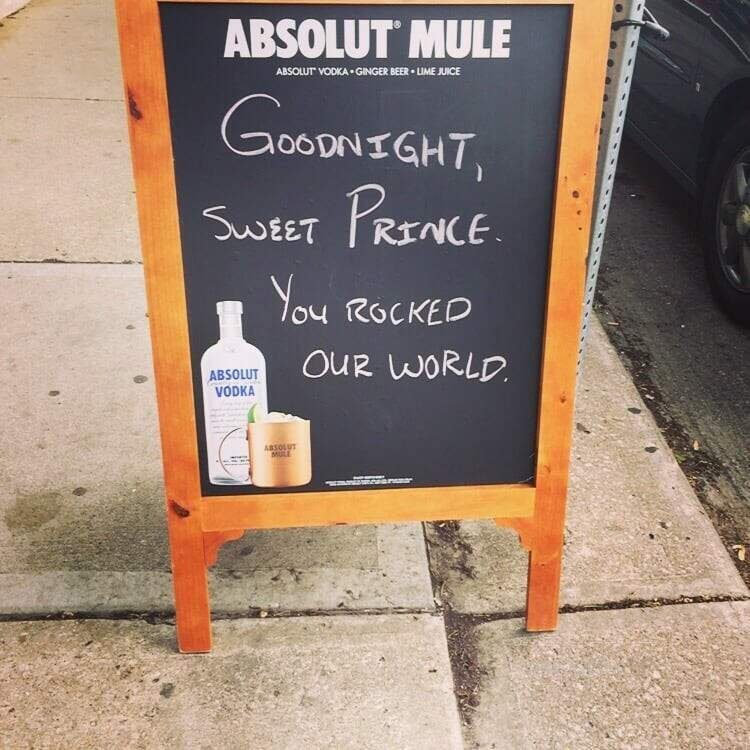 ABSOLUT® MULE
ABSOLUT® VODKA • GINGER BEER • LIME JUICE
GOODNIGHT,
SWEET PRINCE.
YOU ROCKED
OUR WORLD.
ABSOLUT
VODKA
ABSOLUT
MULE